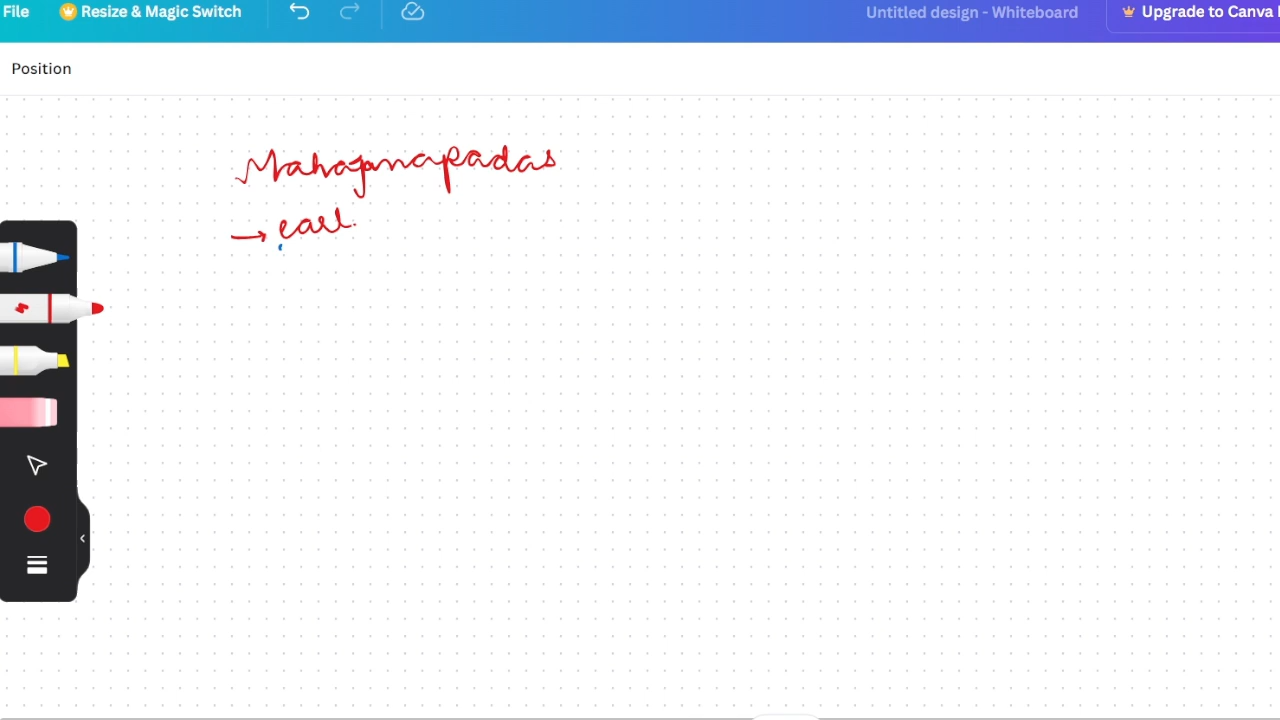 File Resize & Magic Switch Untitled design - Whiteboard Upgrade to Canva
Position
Mahajanapadas
→ earl